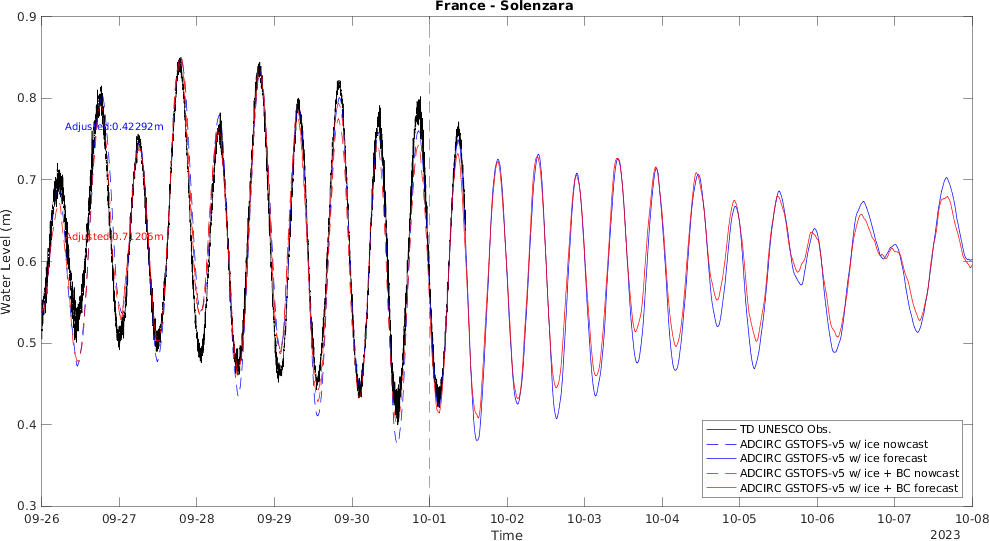 France - Solenzara
0.9
0.8
0.7
0.6
0.5
0.4
0.3
Water Level (m)
Adjusted:0.42292m
Adjusted:0.71205m
TD UNESCO Obs.
ADCIRC GSTOFS-v5 w/ ice nowcast
ADCIRC GSTOFS-v5 w/ ice forecast
ADCIRC GSTOFS-v5 w/ ice + BC nowcast
ADCIRC GSTOFS-v5 w/ ice + BC forecast
09-26 09-27 09-28 09-29 09-30 10-01 10-02 10-03 10-04 10-05 10-06 10-07 10-08
Time
2023